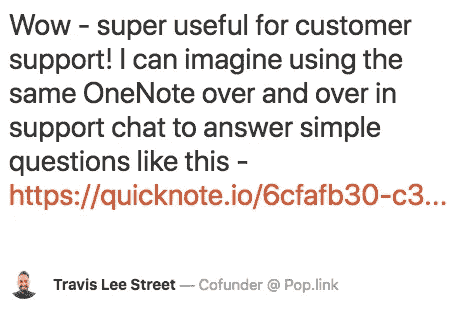 Wow - super useful for customer
support! I can imagine using the
same OneNote over and over in
support chat to answer simple
questions like this -
https://quicknote.io/6cfafb30-c3...
Travis Lee Street — Cofounder @ Pop.link